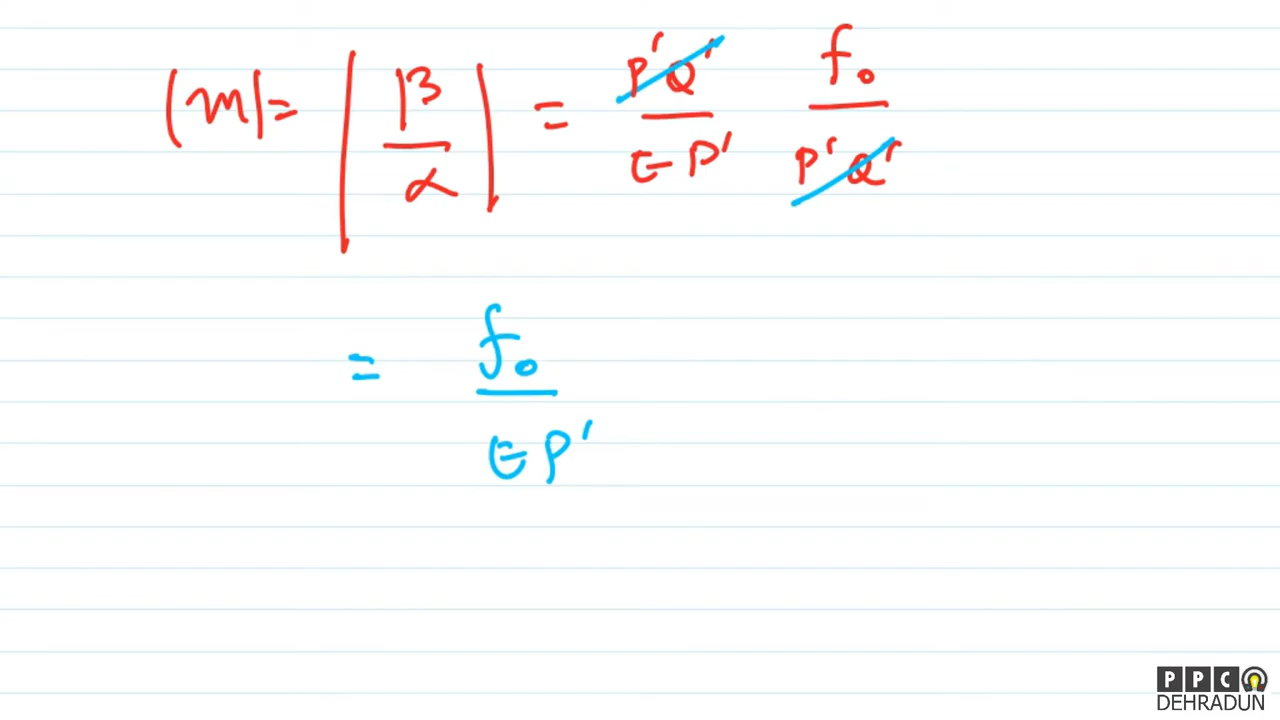 |m| = |β/α| = P'Q'/EP' f₀/P'Q'
= f₀/EP'
PPC
DEHRADUN